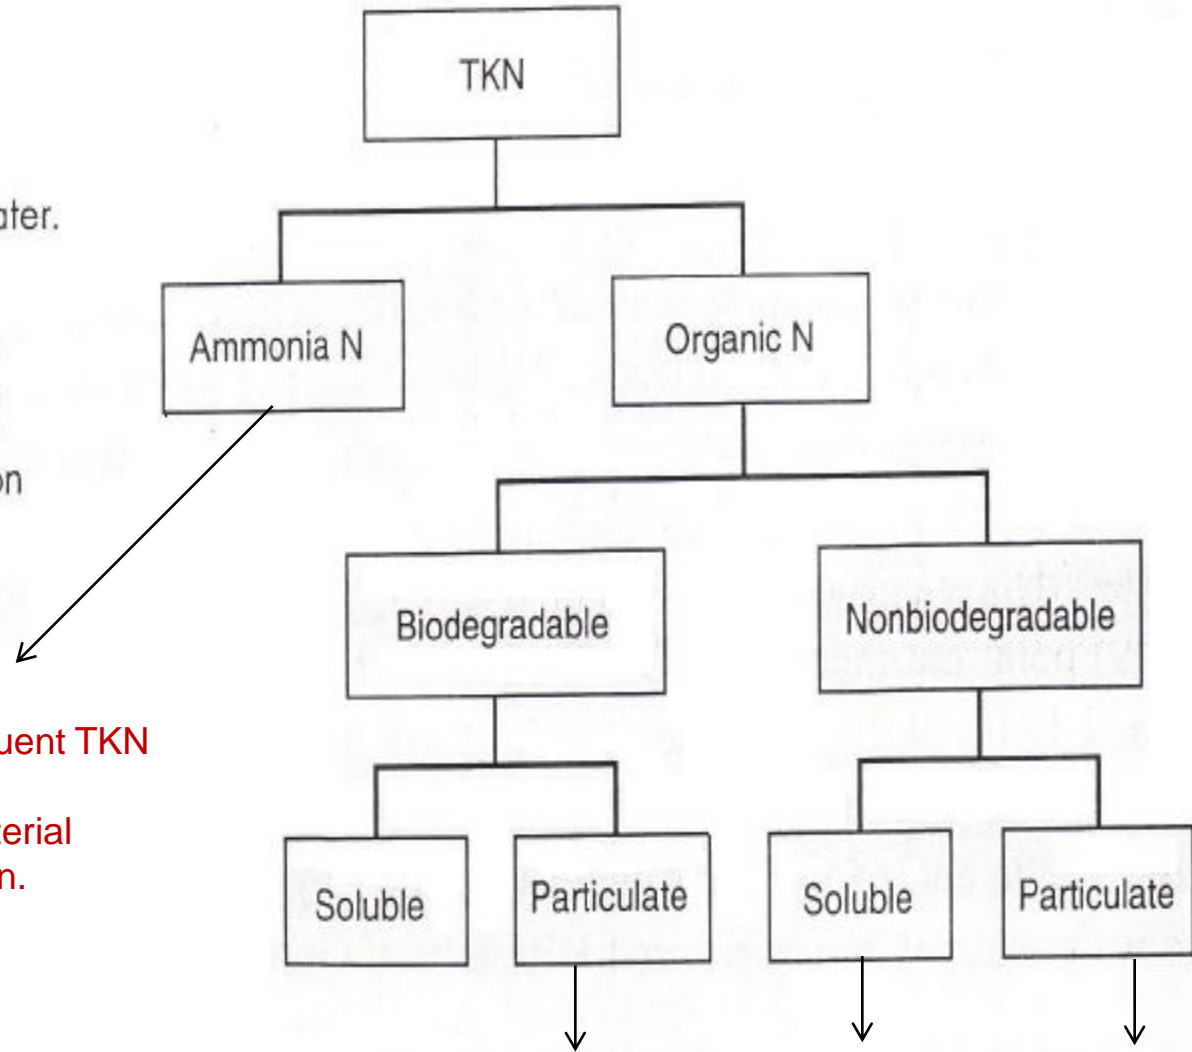 TKN
ater.
Ammonia N
Organic N
on
Biodegradable
Nonbiodegradable
uent TKN
terial
n.
Soluble
Particulate
Soluble
Particulate